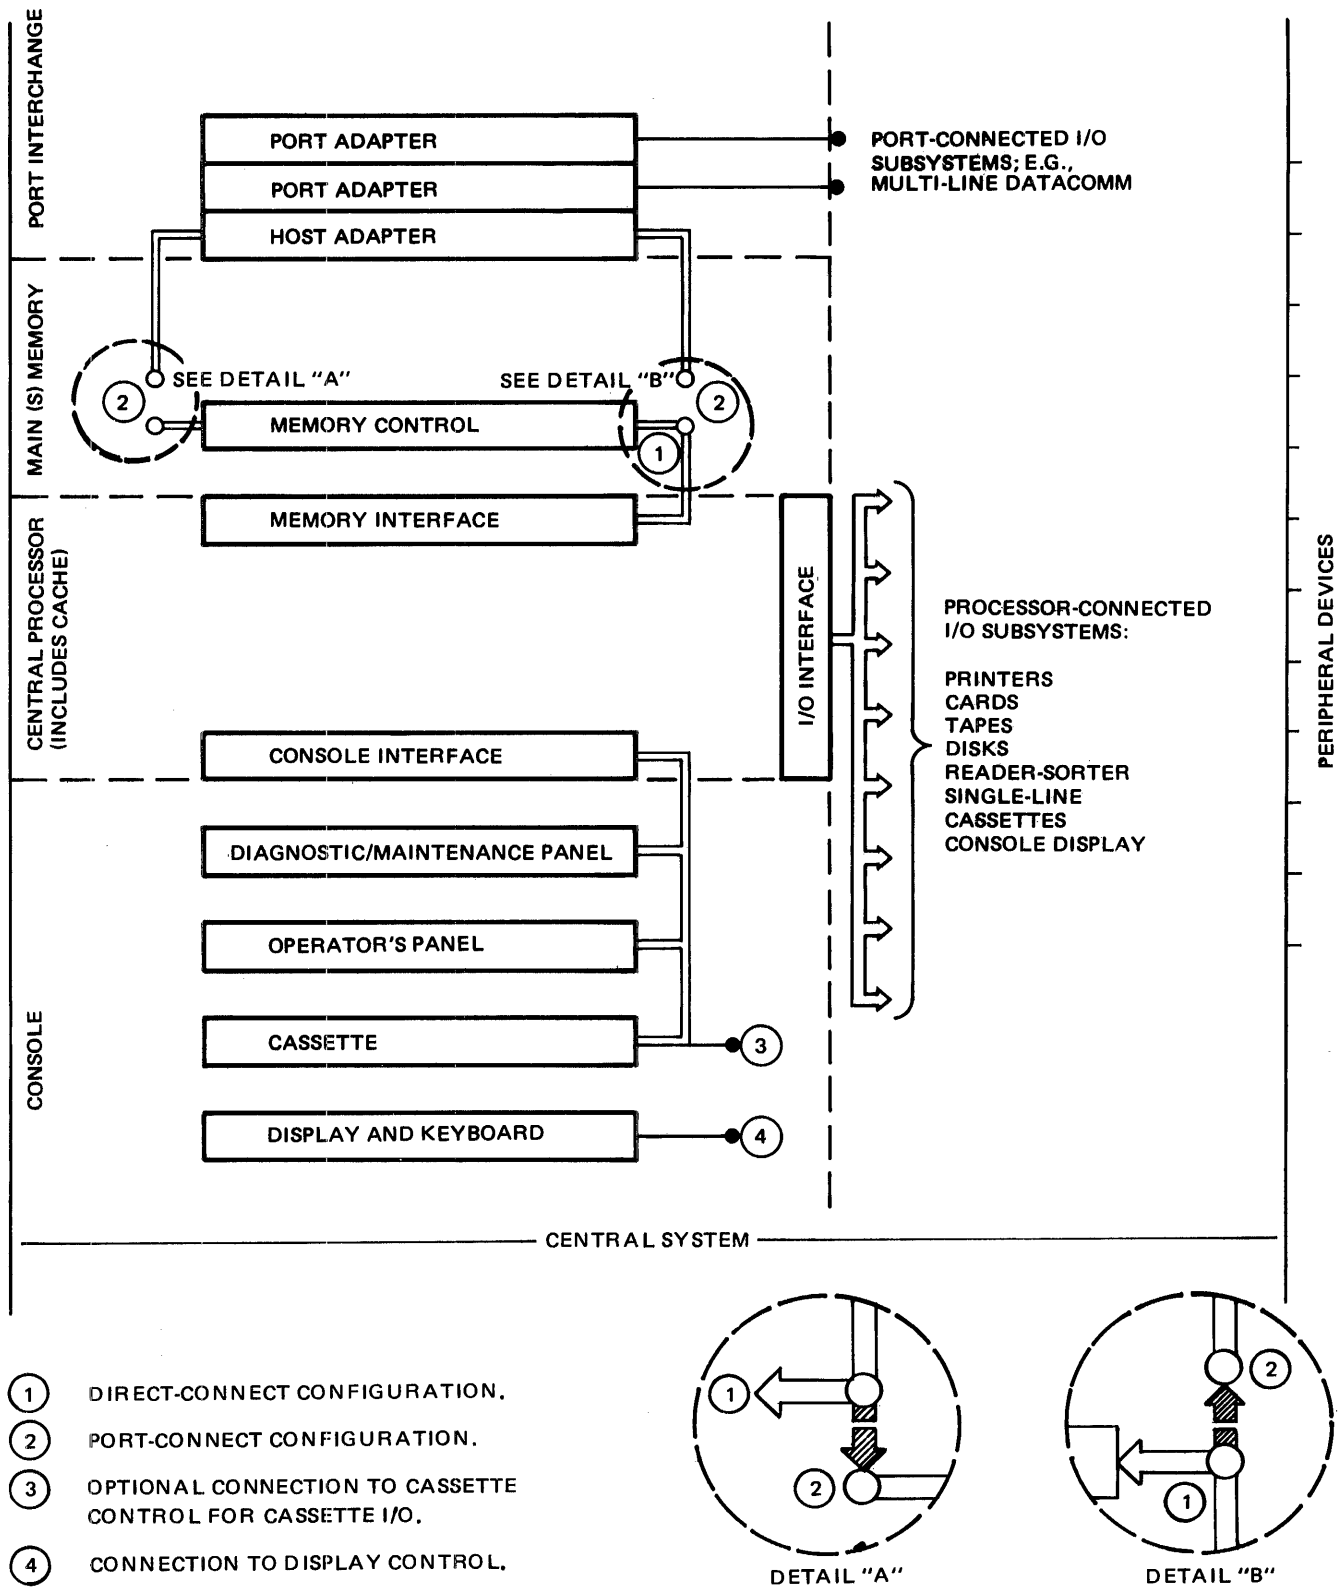 PORT INTERCHANGE
PORT ADAPTER
PORT ADAPTER
HOST ADAPTER
PORT-CONNECTED I/O
SUBSYSTEMS; E.G.,
MULTI-LINE DATACOMM
MAIN (S) MEMORY
2
SEE DETAIL "A"
SEE DETAIL "B"
2
MEMORY CONTROL
1
CENTRAL PROCESSOR
(INCLUDES CACHE)
MEMORY INTERFACE
I/O INTERFACE
PROCESSOR-CONNECTED
I/O SUBSYSTEMS:
PRINTERS
CARDS
TAPES
DISKS
READER-SORTER
SINGLE-LINE
CASSETTES
CONSOLE DISPLAY
PERIPHERAL DEVICES
CONSOLE INTERFACE
CONSOLE
DIAGNOSTIC/MAINTENANCE PANEL
OPERATOR'S PANEL
CASSETTE
3
DISPLAY AND KEYBOARD
4
CENTRAL SYSTEM
1 DIRECT-CONNECT CONFIGURATION.
2 PORT-CONNECT CONFIGURATION.
3 OPTIONAL CONNECTION TO CASSETTE
CONTROL FOR CASSETTE I/O.
4 CONNECTION TO DISPLAY CONTROL.
1
2
DETAIL "A"
2
1
DETAIL "B"